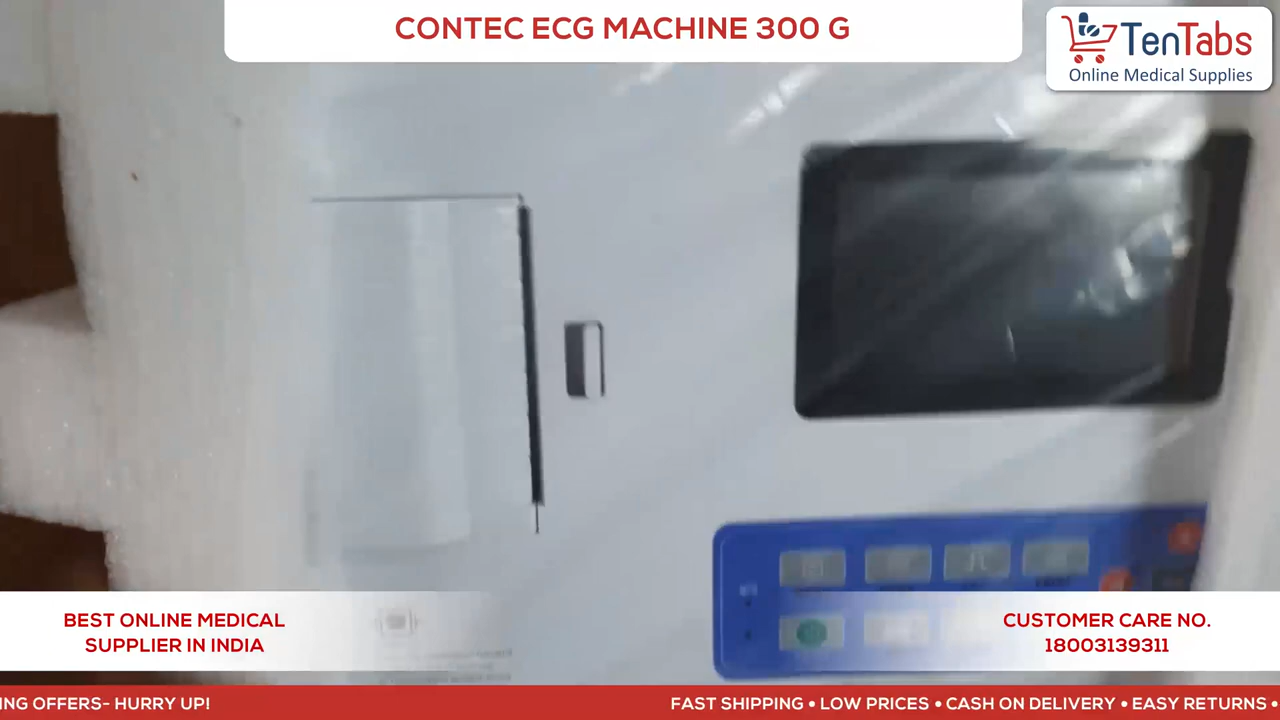 CONTEC ECG MACHINE 300 G
TenTabs
Online Medical Supplies
BEST ONLINE MEDICAL
SUPPLIER IN INDIA
CUSTOMER CARE NO.
18003139311
ING OFFERS- HURRY UP!
FAST SHIPPING • LOW PRICES • CASH ON DELIVERY • EASY RETURNS •